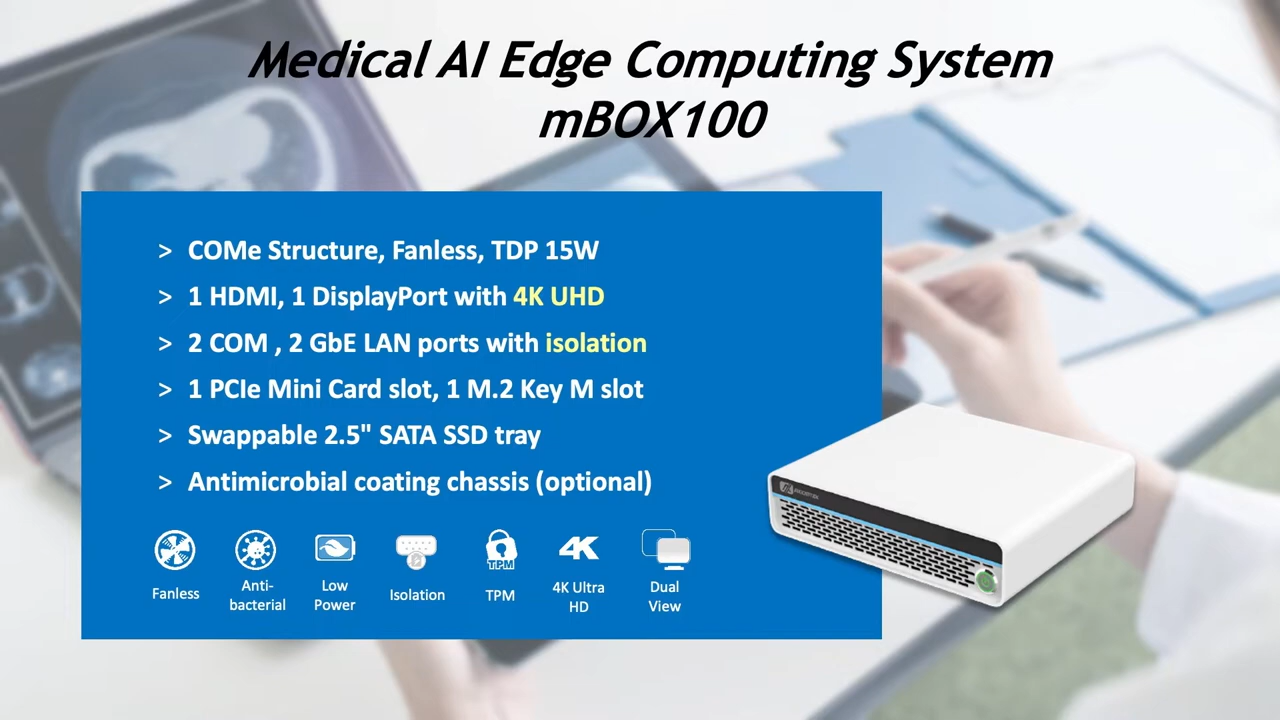 Medical AI Edge Computing System
mBOX100
> COMe Structure, Fanless, TDP 15W
> 1 HDMI, 1 DisplayPort with 4K UHD
> 2 COM , 2 GbE LAN ports with isolation
> 1 PCIe Mini Card slot, 1 M.2 Key M slot
> Swappable 2.5" SATA SSD tray
> Antimicrobial coating chassis (optional)
TPM
4K
Fanless
Anti-
bacterial
Low
Power
Isolation
TPM
4K Ultra
HD
Dual
View